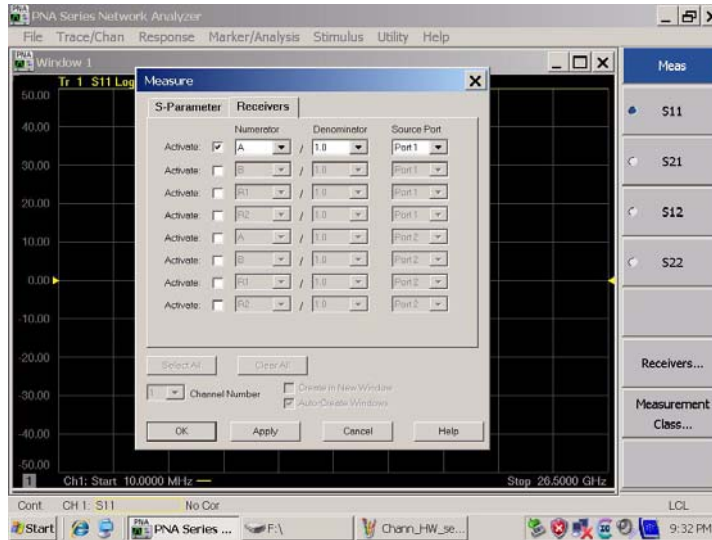 PNA Series Network Analyzer
File Trace/Chan Response Marker/Analysis Stimulus Utility Help
Window 1
Meas
Tr 1 S11 Log
Measure
S-Parameter Receivers
Numerator Denominator Source Port
Activate: A / 1.0 Port 1
Activate: B / 1.0 Port 1
Activate: R1 / 1.0 Port 1
Activate: R2 / 1.0 Port 1
Activate: A / 1.0 Port 2
Activate: B / 1.0 Port 2
Activate: R1 / 1.0 Port 2
Activate: R2 / 1.0 Port 2
Select All Clear All
1 Channel Number
Create in New Window
Auto-Create Windows
OK Apply Cancel Help
50.00
40.00
30.00
20.00
10.00
0.00
-10.00
-20.00
-30.00
-40.00
-50.00
1 Ch1: Start 10.0000 MHz Stop 26.5000 GHz
S11
S21
S12
S22
Receivers...
Measurement
Class...
Cont CH 1: S11 No Cor LCL
Start PNA Series ... F:\ Chann_HW_se... 9:32 PM